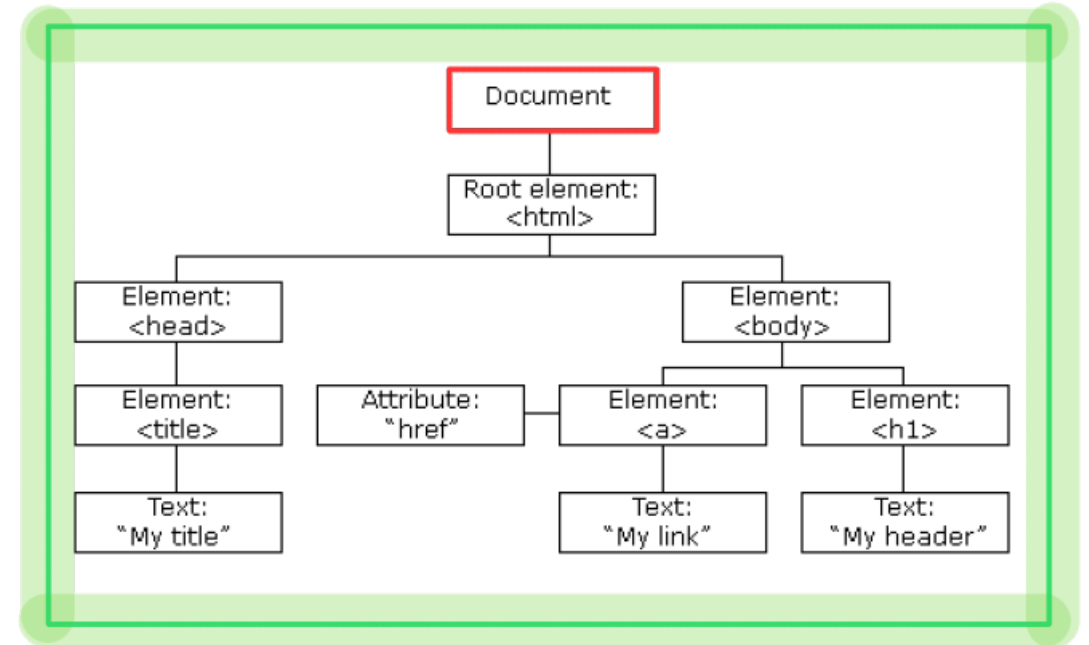 Document
Root element:
<html>
Element:
<head>
Element:
<body>
Element:
<title>
Attribute:
“href”
Element:
<a>
Element:
<h1>
Text:
“My title”
Text:
“My link”
Text:
“My header”